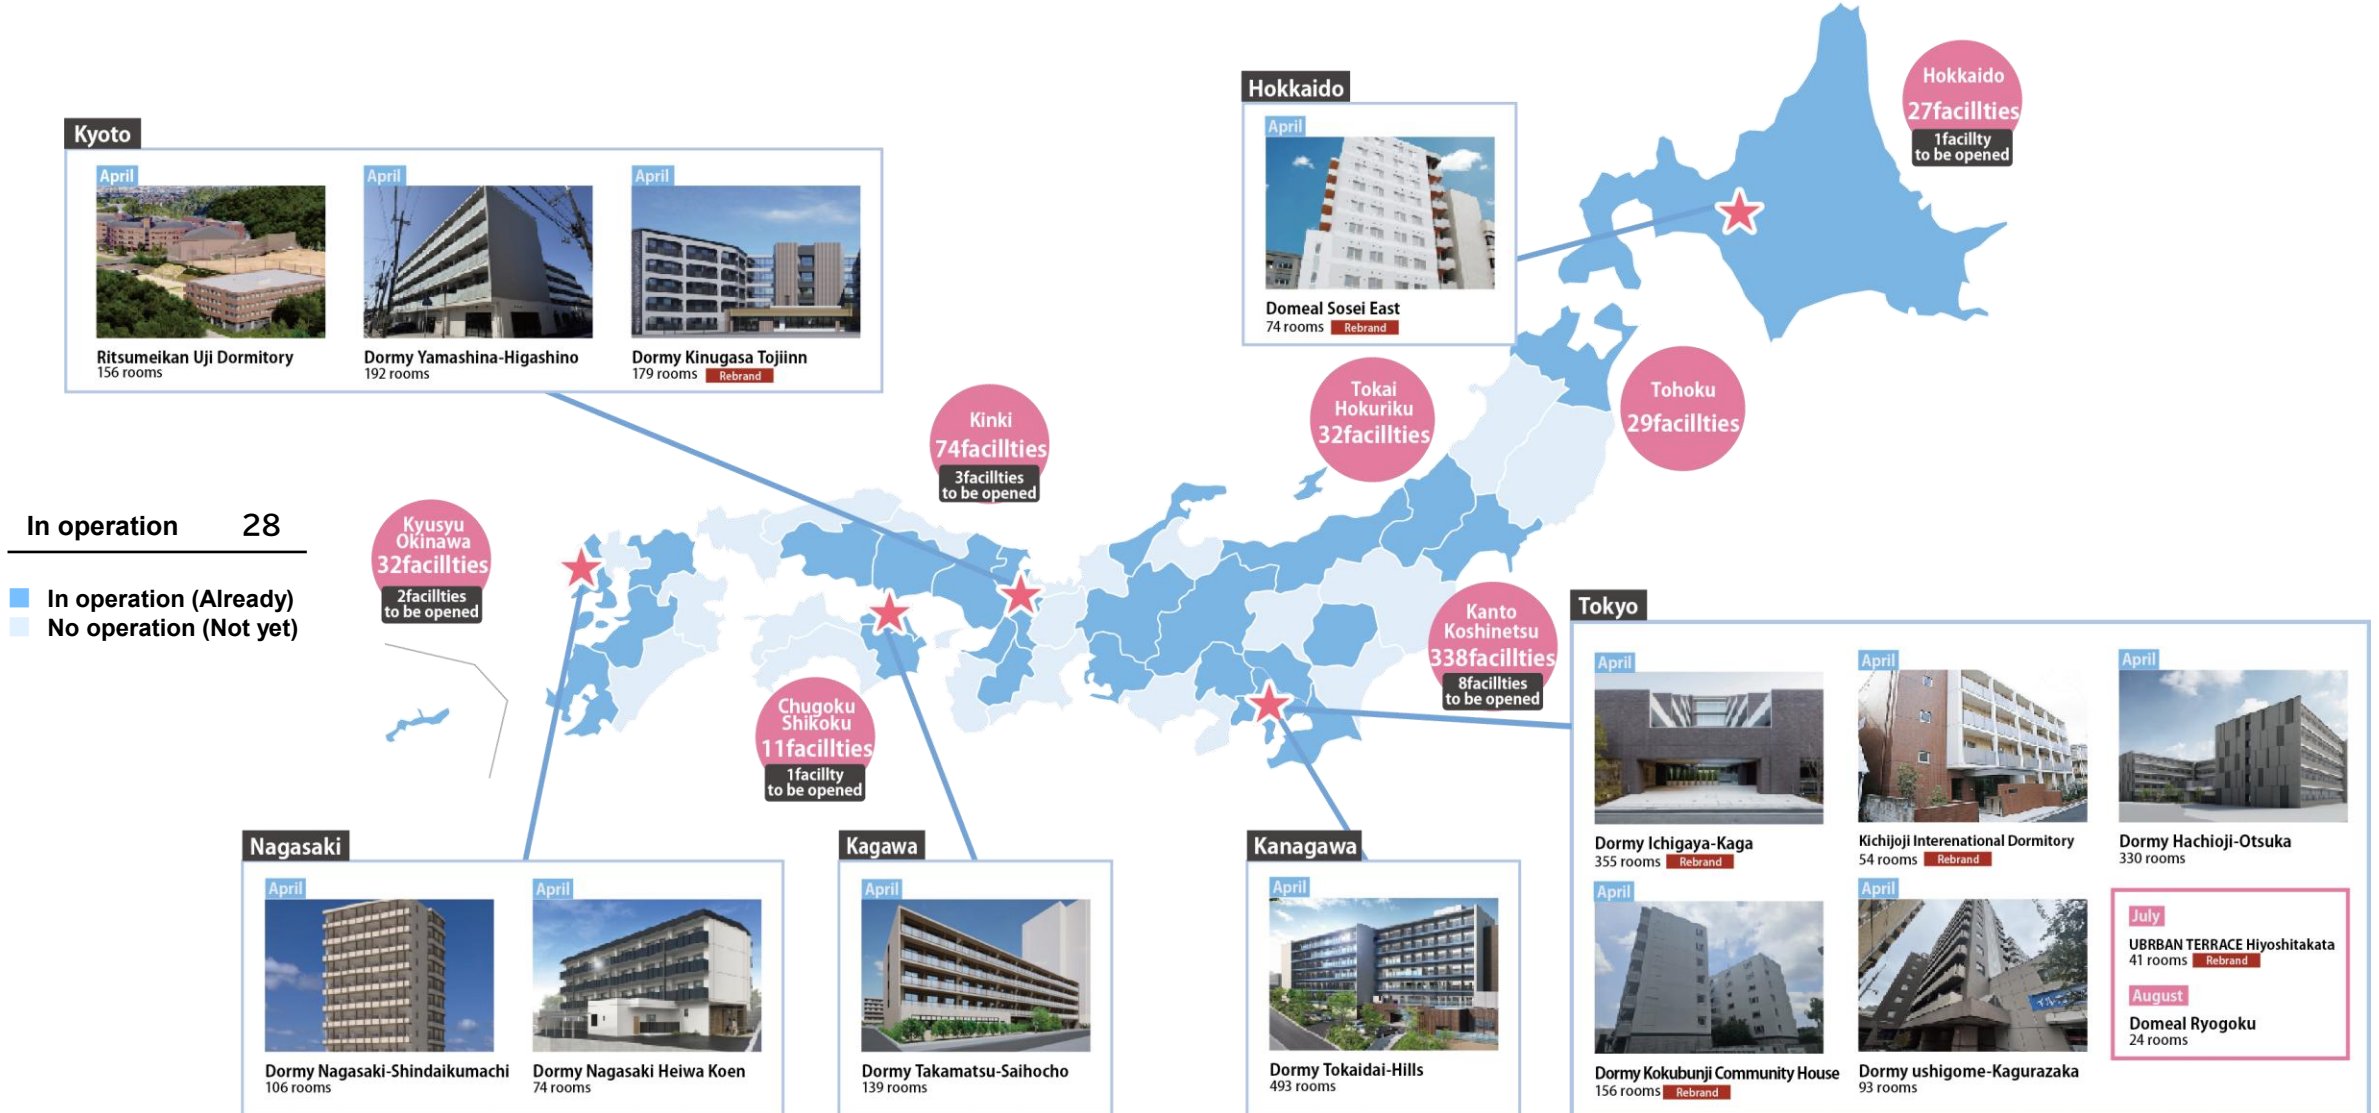 Hokkaido
27facillties
1facillty
to be opened
Hokkaido
April
Domeal Sosei East
74 rooms Rebrand
Kyoto
April
Ritsumeikan Uji Dormitory
156 rooms
April
Dormy Yamashina-Higashino
192 rooms
April
Dormy Kinugasa Tojiinn
179 rooms Rebrand
Tokai
Hokuriku
32facillties
Tohoku
29facillties
Kinki
74facillties
3facillties
to be opened
In operation 28
In operation (Already)
No operation (Not yet)
Kyusyu
Okinawa
32facillties
2facillties
to be opened
Chugoku
Shikoku
11facillties
1facillty
to be opened
Kanto
Koshinetsu
338facillties
8facillties
to be opened
Tokyo
April
Dormy Ichigaya-Kaga
355 rooms Rebrand
April
Kichijoji Interenational Dormitory
54 rooms Rebrand
April
Dormy Hachioji-Otsuka
330 rooms
April
Dormy Kokubunji Community House
156 rooms Rebrand
April
Dormy ushigome-Kagurazaka
93 rooms
July
UBRBAN TERRACE Hiyoshitakata
41 rooms Rebrand
August
Domeal Ryogoku
24 rooms
Nagasaki
April
Dormy Nagasaki-Shindaikumachi
106 rooms
April
Dormy Nagasaki Heiwa Koen
74 rooms
Kagawa
April
Dormy Takamatsu-Saihocho
139 rooms
Kanagawa
April
Dormy Tokaidai-Hills
493 rooms